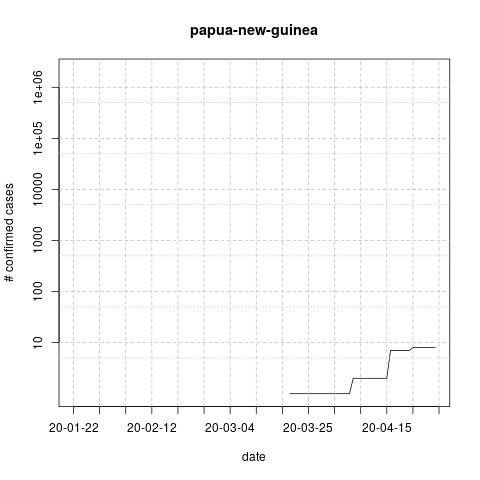 papua-new-guinea
# confirmed cases
1e+06
1e+05
10000
1000
100
10
20-01-22 20-02-12 20-03-04 20-03-25 20-04-15
date